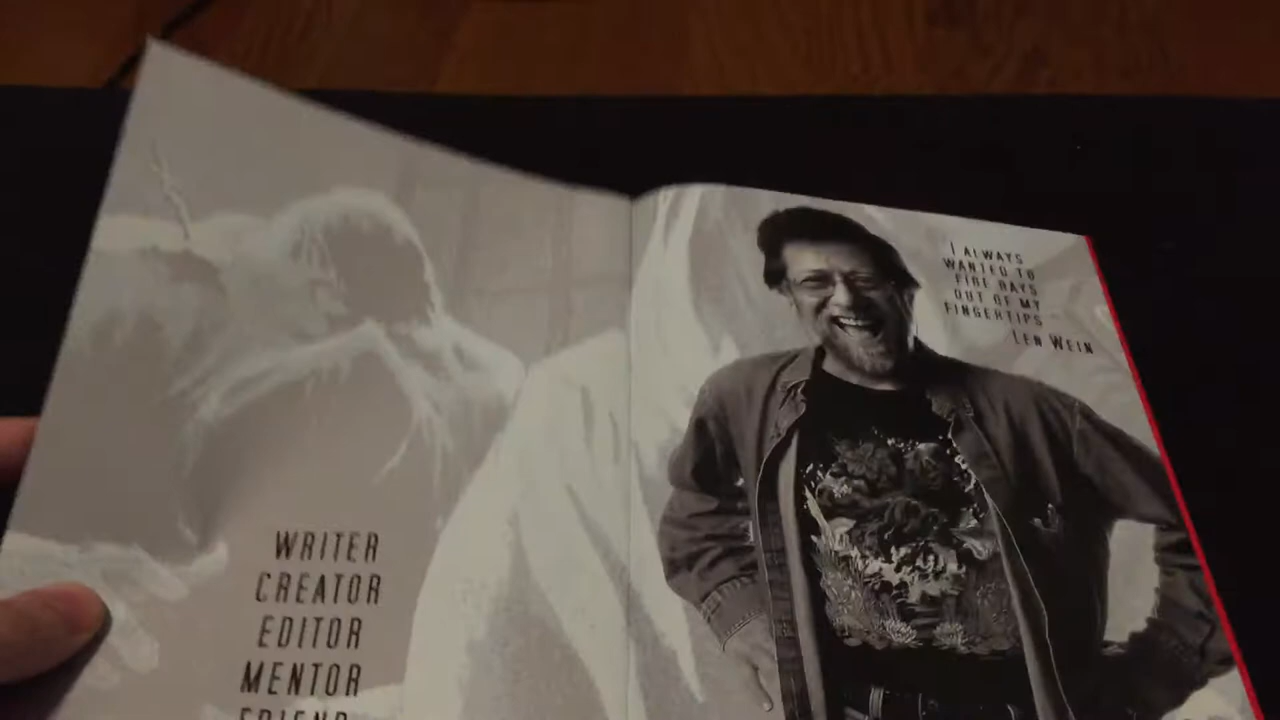 WRITER
CREATOR
EDITOR
MENTOR
FRIEND
I ALWAYS
WANTED TO
FIRE RAYS
OUT OF MY
FINGERTIPS
LEN WEIN